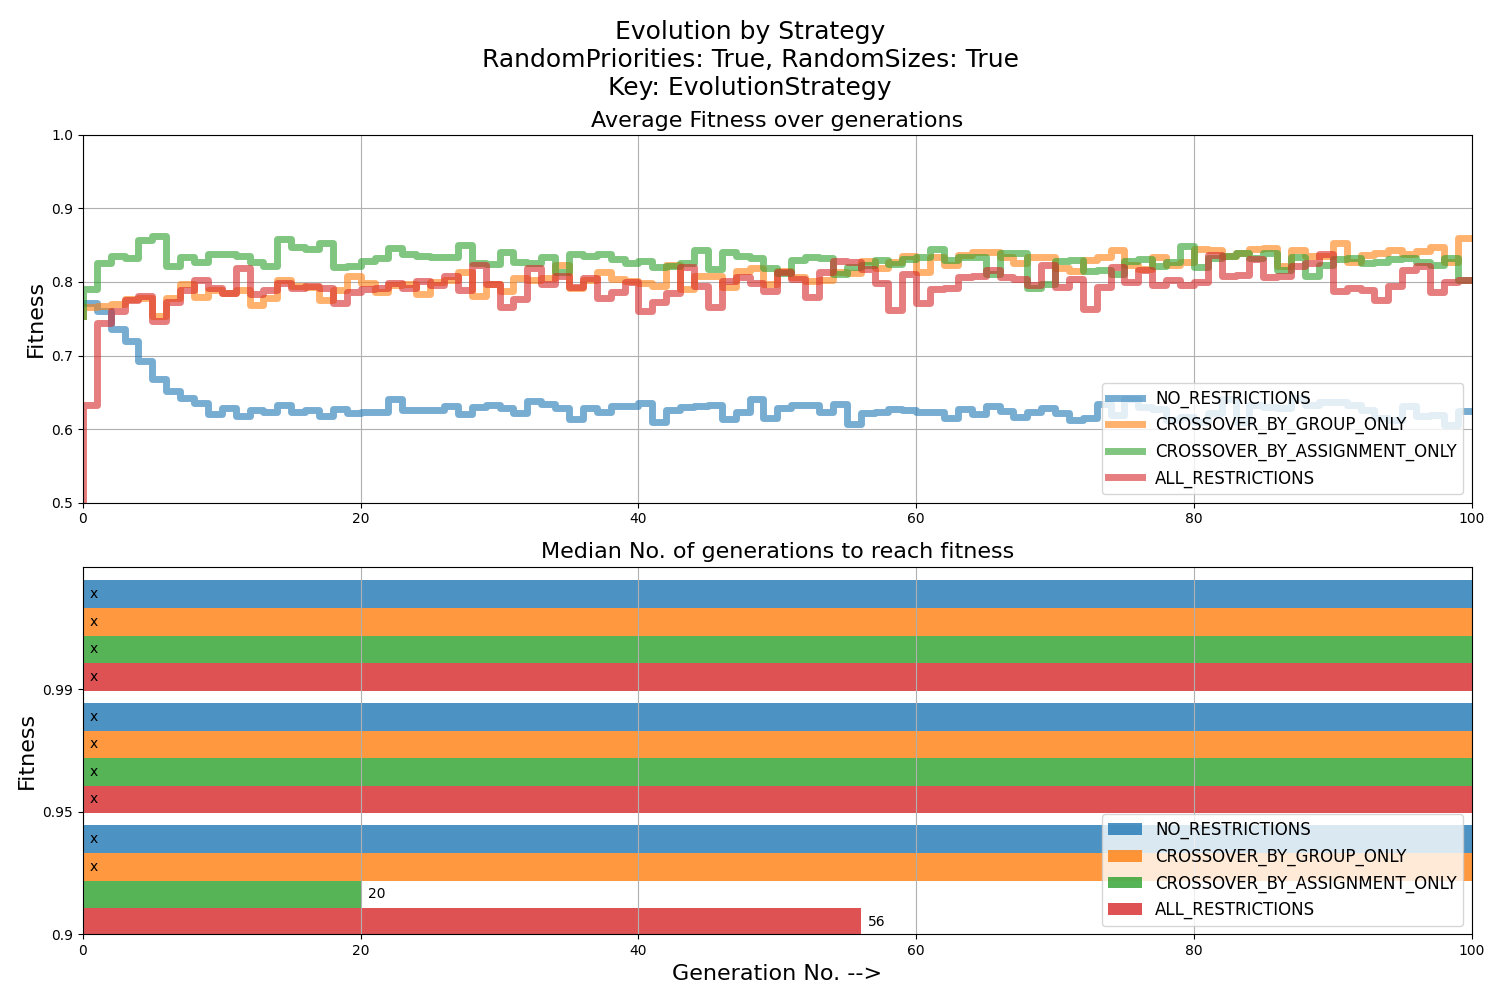 Evolution by Strategy
RandomPriorities: True, RandomSizes: True
Key: EvolutionStrategy
Average Fitness over generations
Fitness
1.0
0.9
0.8
0.7
0.6
0.5
0
20
40
60
80
100
NO_RESTRICTIONS
CROSSOVER_BY_GROUP_ONLY
CROSSOVER_BY_ASSIGNMENT_ONLY
ALL_RESTRICTIONS
Median No. of generations to reach fitness
Fitness
x
x
x
x
0.99
x
x
x
x
0.95
x
x
20
56
0.9
NO_RESTRICTIONS
CROSSOVER_BY_GROUP_ONLY
CROSSOVER_BY_ASSIGNMENT_ONLY
ALL_RESTRICTIONS
0
20
40
60
80
100
Generation No. -->